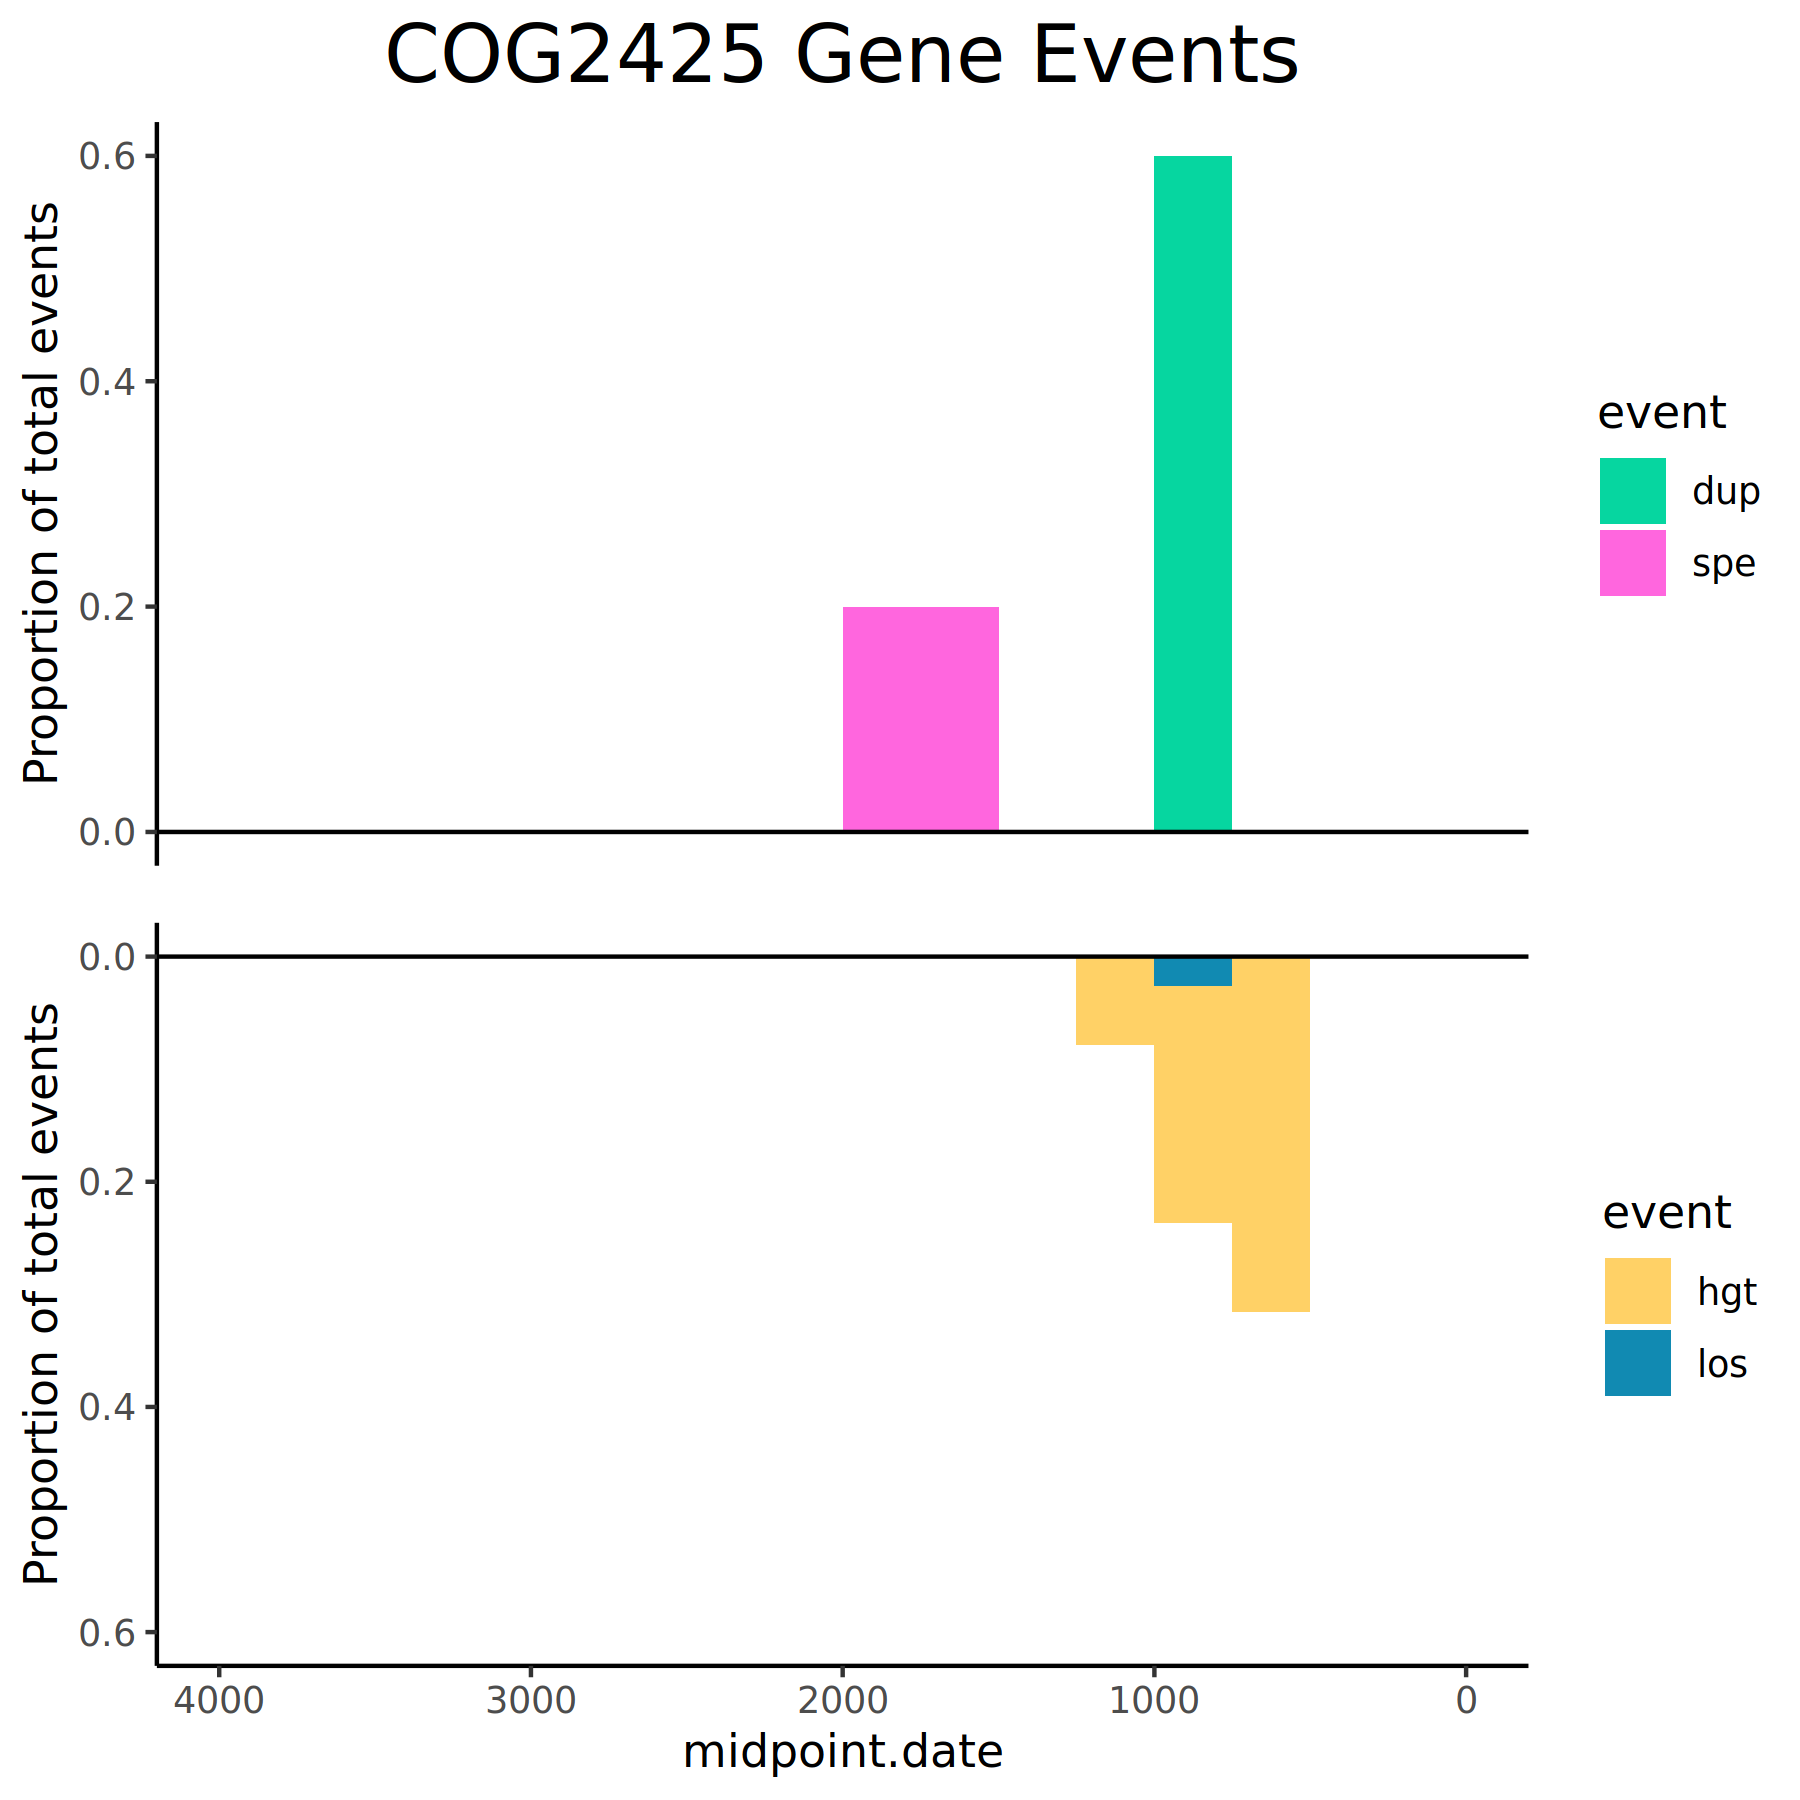 COG2425 Gene Events
Proportion of total events
0.6
0.4
0.2
0.0
event
dup
spe
Proportion of total events
0.0
0.2
0.4
0.6
event
hgt
los
4000 3000 2000 1000 0
midpoint.date